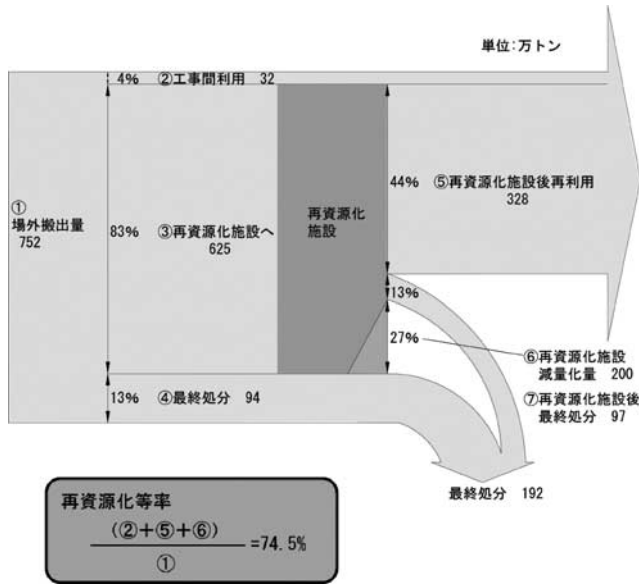 単位:万トン
4% ②工事間利用 32
①
場外搬出量
752
83% ③再資源化施設へ
625
再資源化
施設
44% ⑤再資源化施設後再利用
328
13%
27%
⑥再資源化施設
減量化量 200
⑦再資源化施設後
最終処分 97
13% ④最終処分 94
最終処分 192
再資源化等率
(②+⑤+⑥)
①
=74.5%